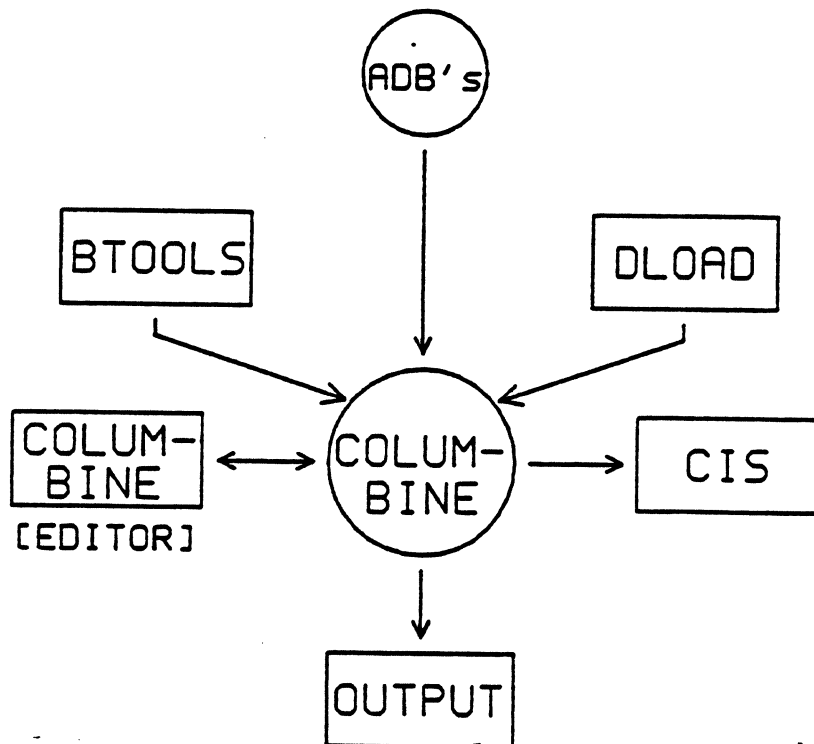 ADB's
BTOOLS
DLOAD
COLUM-
BINE
[EDITOR]
COLUM-
BINE
CIS
OUTPUT